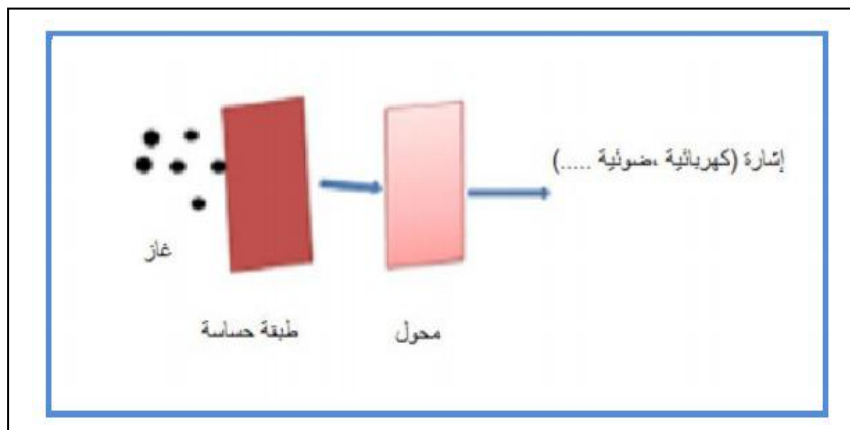 إشارة (كهربائية ،ضوئية .....)
غاز
طبقة حساسة
محول